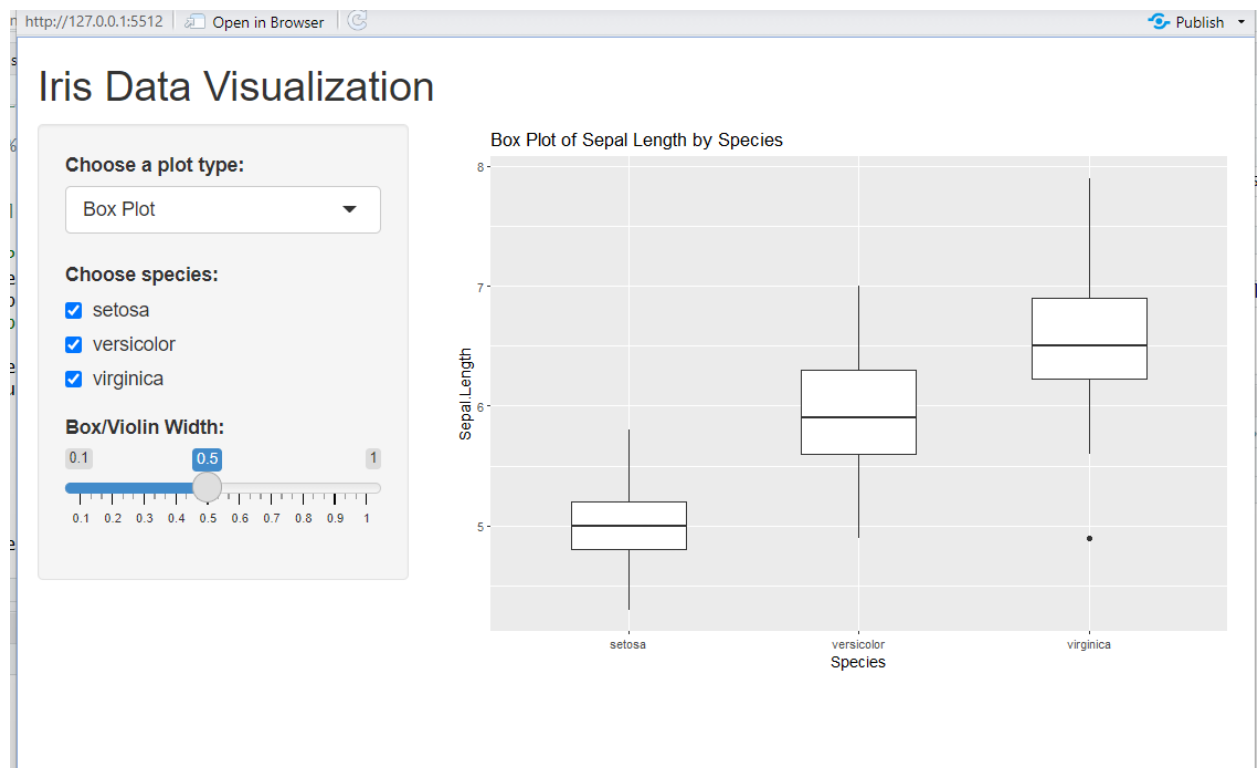 http://127.0.0.1:5512 Open in Browser Publish
Iris Data Visualization
Choose a plot type:
Box Plot
Choose species:
setosa
versicolor
virginica
Box/Violin Width:
0.1 0.5 1
0.1 0.2 0.3 0.4 0.5 0.6 0.7 0.8 0.9 1
Box Plot of Sepal Length by Species
8
7
6
5
Sepal.Length
setosa versicolor virginica
Species